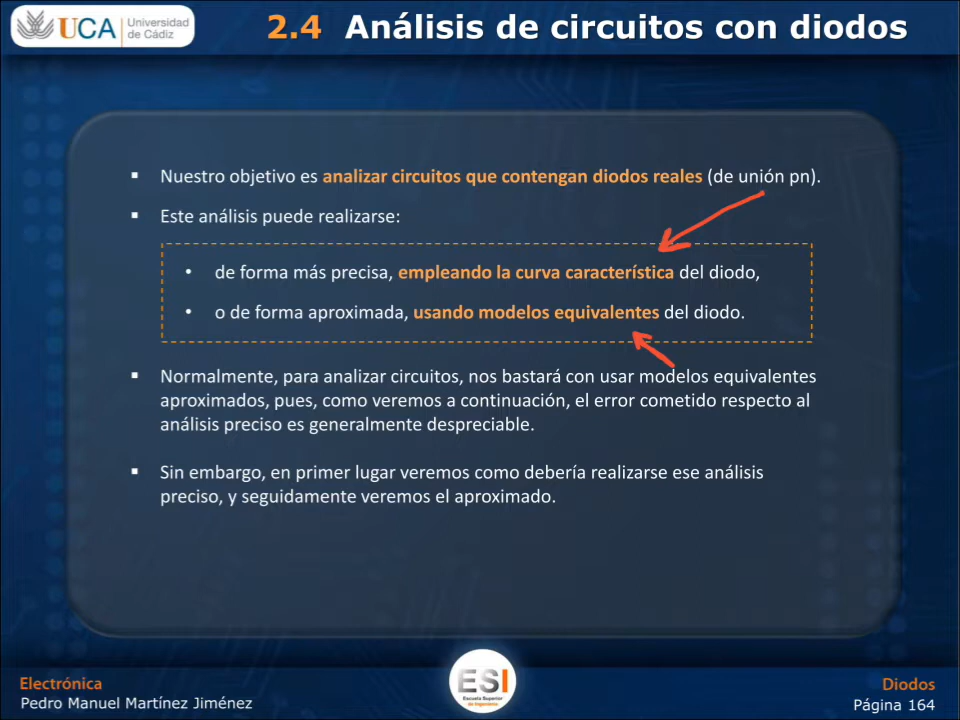 UCA Universidad
de Cádiz
2.4 Análisis de circuitos con diodos
▪ Nuestro objetivo es analizar circuitos que contengan diodos reales (de unión pn).
▪ Este análisis puede realizarse:
• de forma más precisa, empleando la curva característica del diodo,
• o de forma aproximada, usando modelos equivalentes del diodo.
▪ Normalmente, para analizar circuitos, nos bastará con usar modelos equivalentes
aproximados, pues, como veremos a continuación, el error cometido respecto al
análisis preciso es generalmente despreciable.
▪ Sin embargo, en primer lugar veremos como debería realizarse ese análisis
preciso, y seguidamente veremos el aproximado.
Electrónica
Pedro Manuel Martínez Jiménez
ESI
Escuela Superior
de Ingeniería
Diodos
Página 164